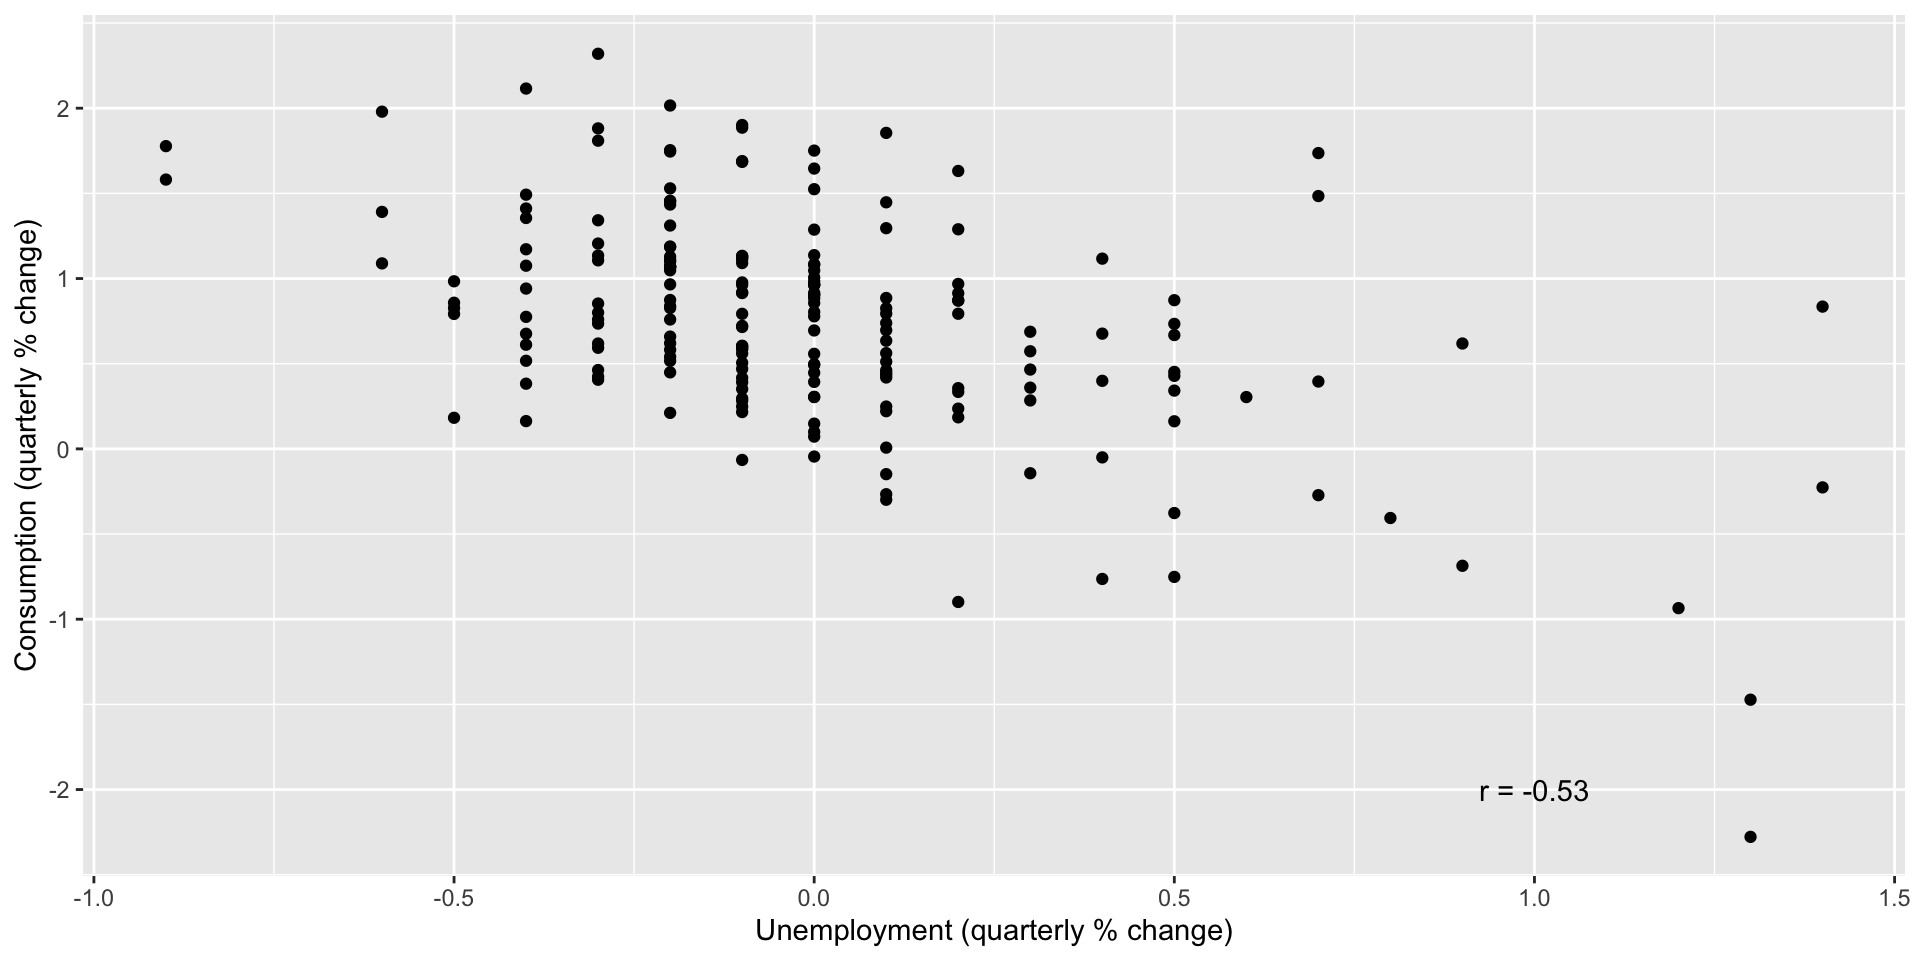 Consumption (quarterly % change)
2
1
0
-1
-2
r = -0.53
-1.0 -0.5 0.0 0.5 1.0 1.5
Unemployment (quarterly % change)